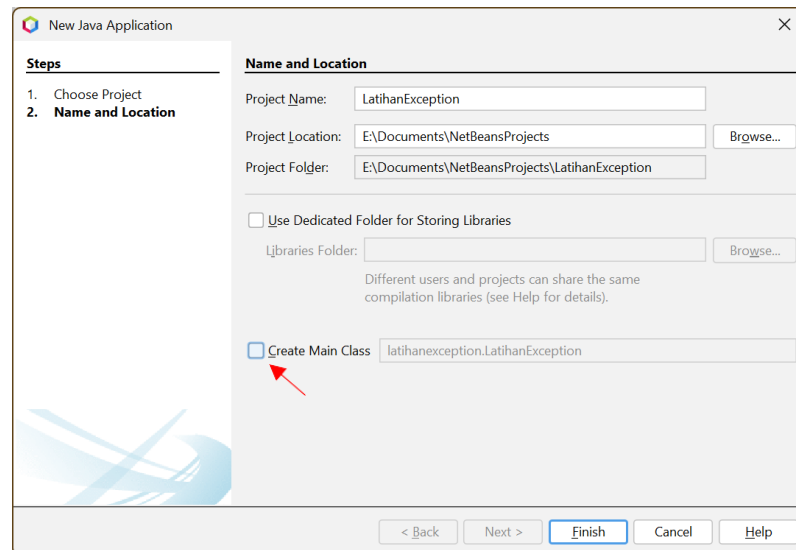 New Java Application
Steps
1. Choose Project
2. Name and Location
Name and Location
Project Name: LatihanException
Project Location: E:\Documents\NetBeansProjects Browse...
Project Folder: E:\Documents\NetBeansProjects\LatihanException
Use Dedicated Folder for Storing Libraries
Libraries Folder: Browse...
Different users and projects can share the same
compilation libraries (see Help for details).
Create Main Class latihanexception.LatihanException
< Back Next > Finish Cancel Help